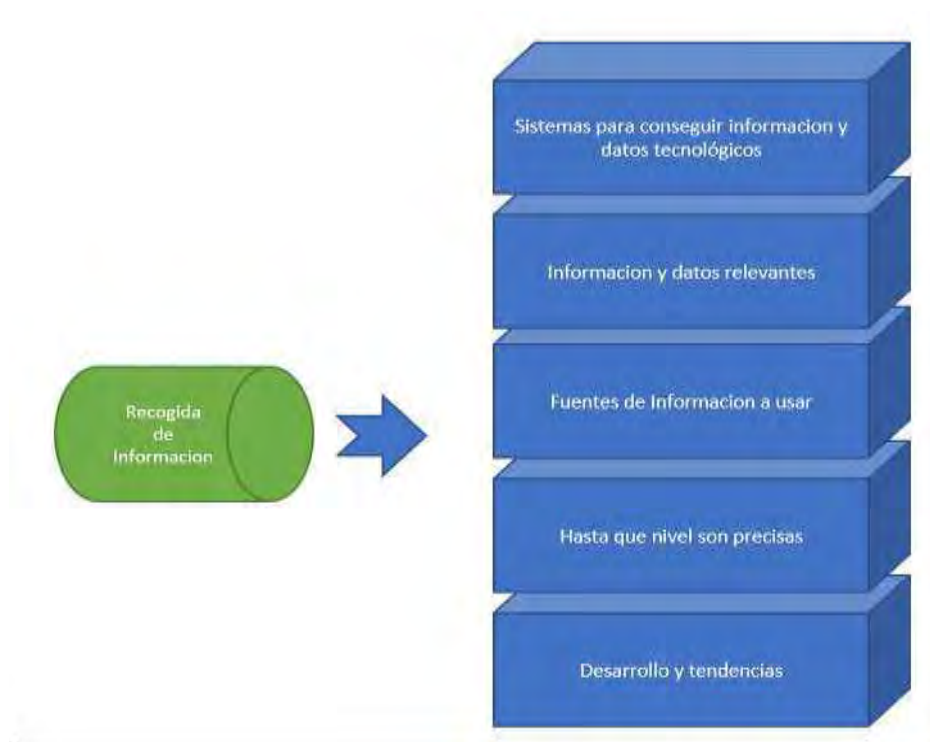 Sistemas para conseguir informacion y
datos tecnológicos
Informacion y datos relevantes
Fuentes de Informacion a usar
Recogida
de
Informacion
Hasta que nivel son precisas
Desarrollo y tendencias